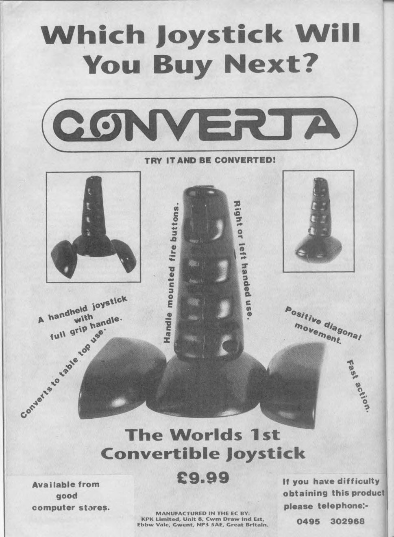 Which Joystick Will
You Buy Next?
CONVERTA
TRY IT AND BE CONVERTED!
Handle mounted fire buttons.
Right or left handed use.
A handheld joystick
with
full grip handle.
Converts to table top use.
Positive diagonal
movement.
Fast action.
The Worlds 1st
Convertible Joystick
£9.99
Available from
good
computer stores.
MANUFACTURED IN THE EC BY:
KPK Limited, Unit 6, Cwm Draw Ind Est,
Ebbw Vale, Gwent, NP3 5AE, Great Britain.
If you have difficulty
obtaining this product
please telephone:-
0495 302968